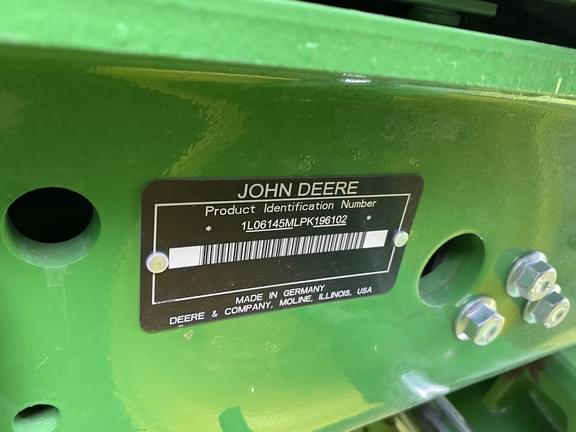 JOHN DEERE
Product Identification Number
* 1L06145MLPK196102 *
MADE IN GERMANY
DEERE & COMPANY, MOLINE, ILLINOIS, USA